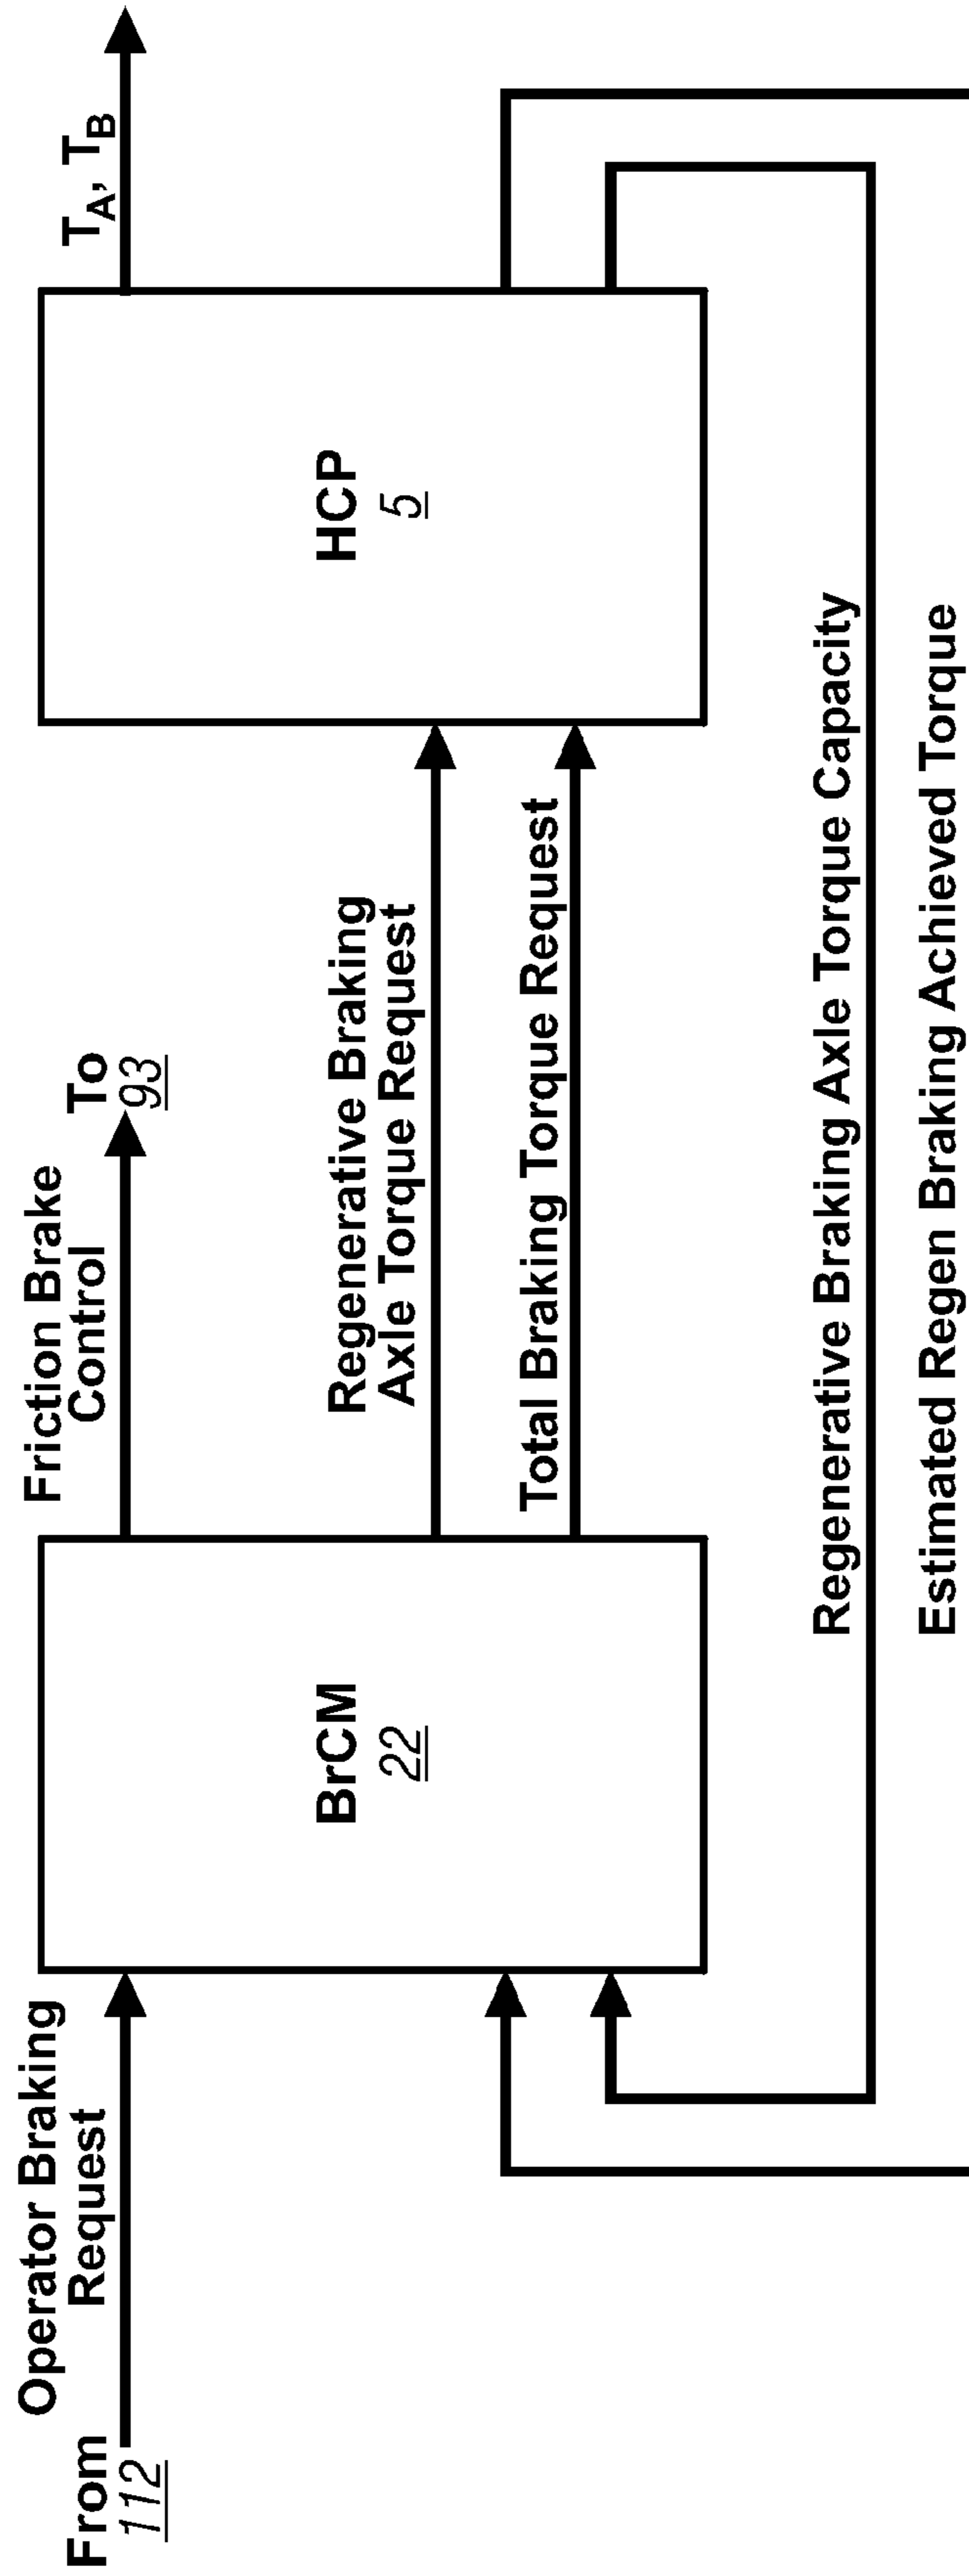 From
112
Operator Braking
Request
BrCM
22
Friction Brake
Control
To
93
Regenerative Braking
Axle Torque Request
Total Braking Torque Request
HCP
5
T_A, T_B
Regenerative Braking Axle Torque Capacity
Estimated Regen Braking Achieved Torque